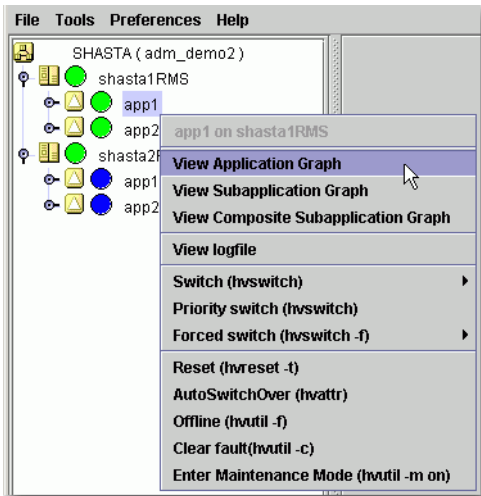 File Tools Preferences Help
SHASTA ( adm_demo2 )
shasta1RMS
app1
app2
app1 on shasta1RMS
shasta2
View Application Graph
app1
View Subapplication Graph
app2
View Composite Subapplication Graph
View logfile
Switch (hvswitch)
Priority switch (hvswitch)
Forced switch (hvswitch -f)
Reset (hvreset -t)
AutoSwitchOver (hvattr)
Offline (hvutil -f)
Clear fault(hvutil -c)
Enter Maintenance Mode (hvutil -m on)